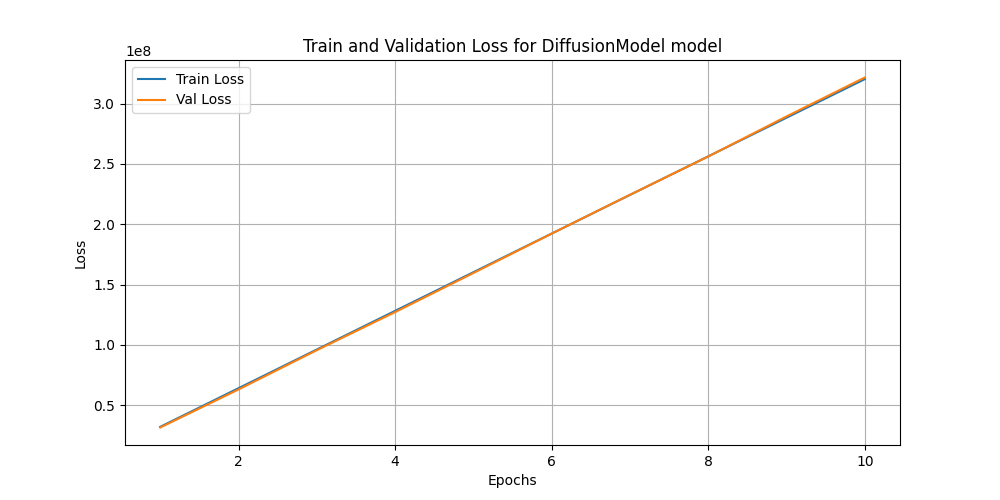 Train and Validation Loss for DiffusionModel model
1e8
Train Loss
Val Loss
3.0
2.5
2.0
1.5
1.0
0.5
Loss
2 4 6 8 10
Epochs